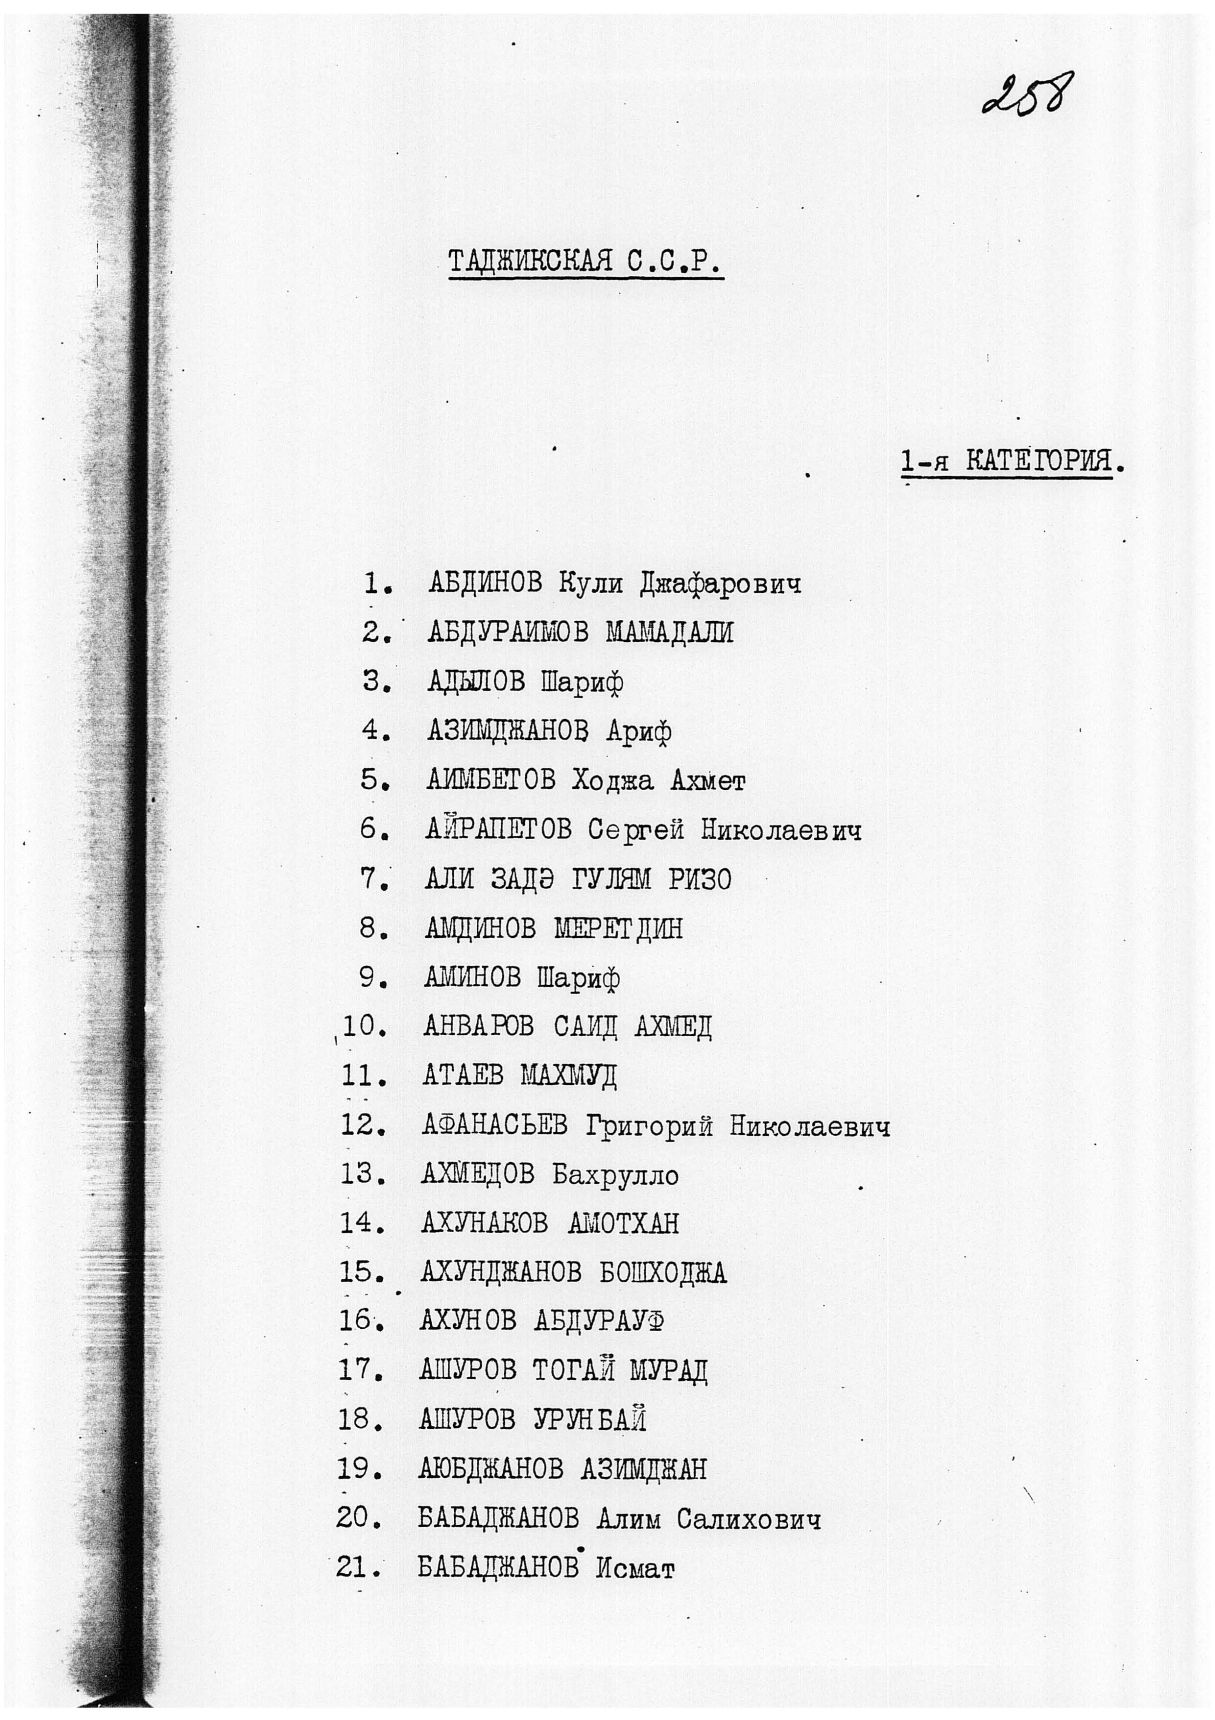 258
ТАДЖИКСКАЯ С.С.Р.
1-я КАТЕГОРИЯ.
1. АБДИНОВ Кули Джафарович
2. АБДУРАИМОВ МАМАДАЛИ
3. АДЫЛОВ Шариф
4. АЗИМДЖАНОВ Ариф
5. АИМБЕТОВ Ходжа Ахмет
6. АЙРАПЕТОВ Сергей Николаевич
7. АЛИ ЗАДЭ ГУЛЯМ РИЗО
8. АМДИНОВ МЕРЕТДИН
9. АМИНОВ Шариф
10. АНВАРОВ САИД АХМЕД
11. АТАЕВ МАХМУД
12. АФАНАСЬЕВ Григорий Николаевич
13. АХМЕДОВ Бахрулло
14. АХУНАКОВ АМОТХАН
15. АХУНДЖАНОВ БОШХОДЖА
16. АХУНОВ АБДУРАУФ
17. АШУРОВ ТОГАЙ МУРАД
18. АШУРОВ УРУНБАЙ
19. АЮБДЖАНОВ АЗИМДЖАН
20. БАБАДЖАНОВ Алим Салихович
21. БАБАДЖАНОВ Исмат